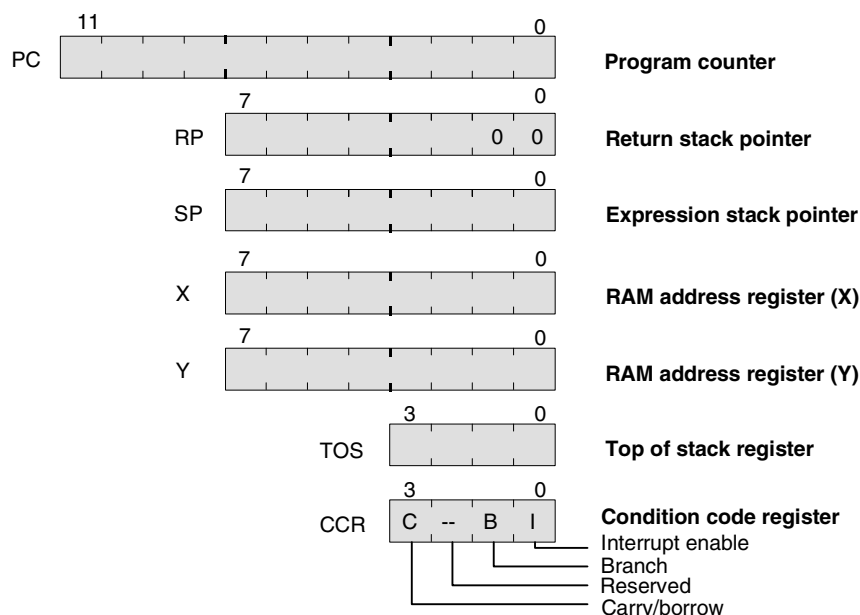 11 0
PC Program counter
7 0
RP 0 0 Return stack pointer
7 0
SP Expression stack pointer
7 0
X RAM address register (X)
7 0
Y RAM address register (Y)
3 0
TOS Top of stack register
3 0
CCR C -- B I Condition code register
Interrupt enable
Branch
Reserved
Carry/borrow